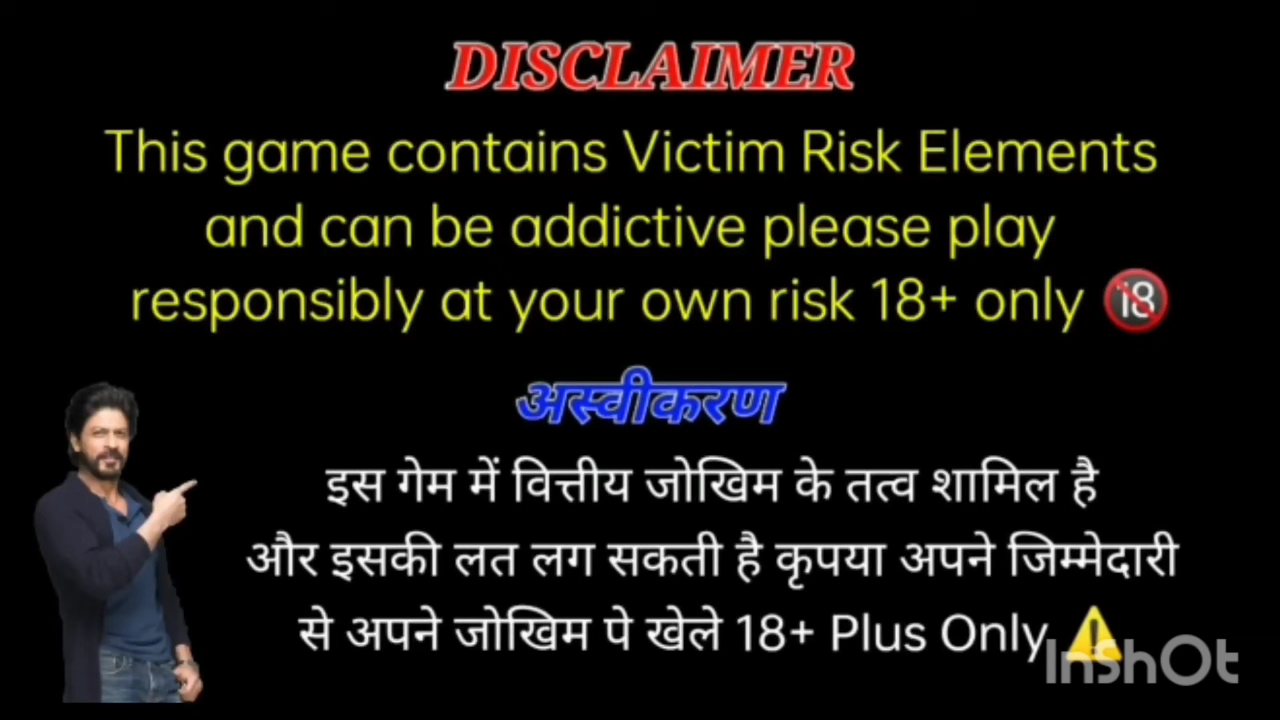 DISCLAIMER
This game contains Victim Risk Elements
and can be addictive please play
responsibly at your own risk 18+ only 🔞
अस्वीकरण
इस गेम में वित्तीय जोखिम के तत्व शामिल है
और इसकी लत लग सकती है कृपया अपने जिम्मेदारी
से अपने जोखिम पे खेले 18+ Plus Only ⚠️
InShOt